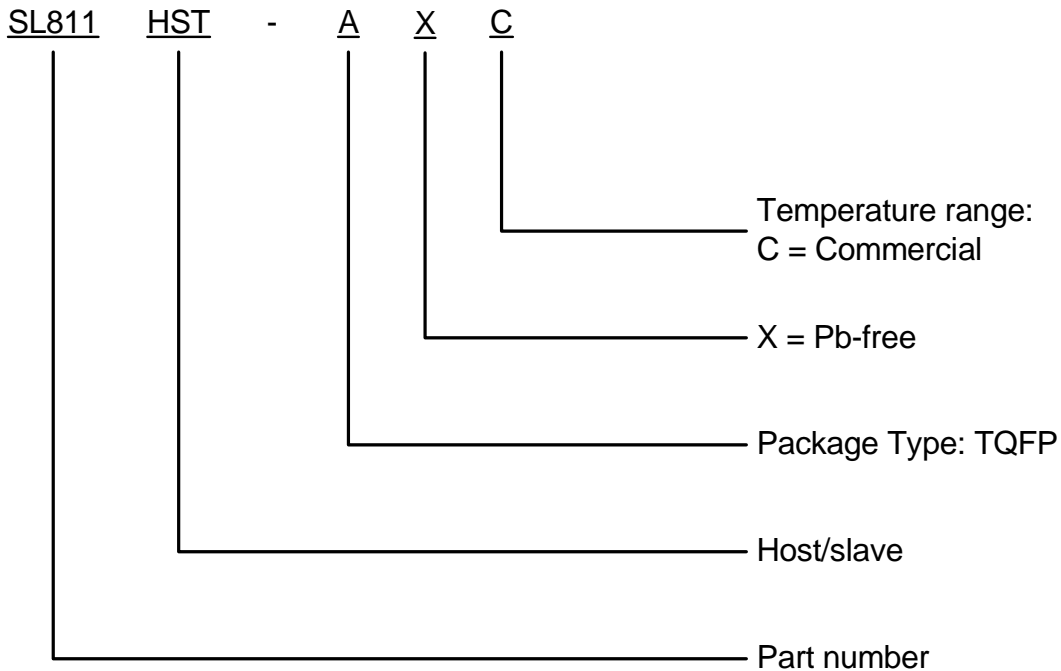 SL811 HST - A X C
Temperature range:
C = Commercial
X = Pb-free
Package Type: TQFP
Host/slave
Part number